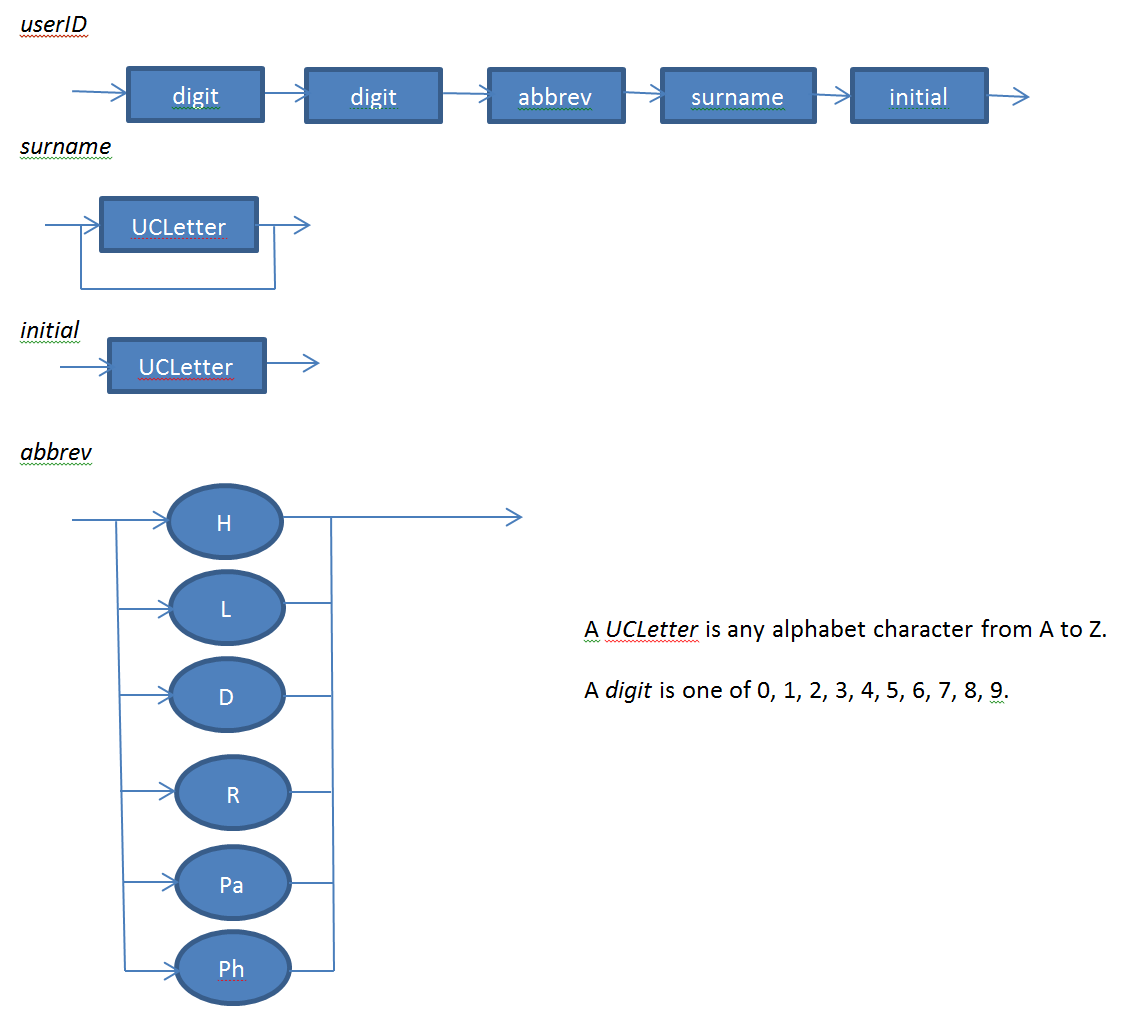 userID
digit digit abbrev surname initial
surname
UCLetter
initial
UCLetter
abbrev
H
L
D
R
Pa
Ph
A UCLetter is any alphabet character from A to Z.
A digit is one of 0, 1, 2, 3, 4, 5, 6, 7, 8, 9.